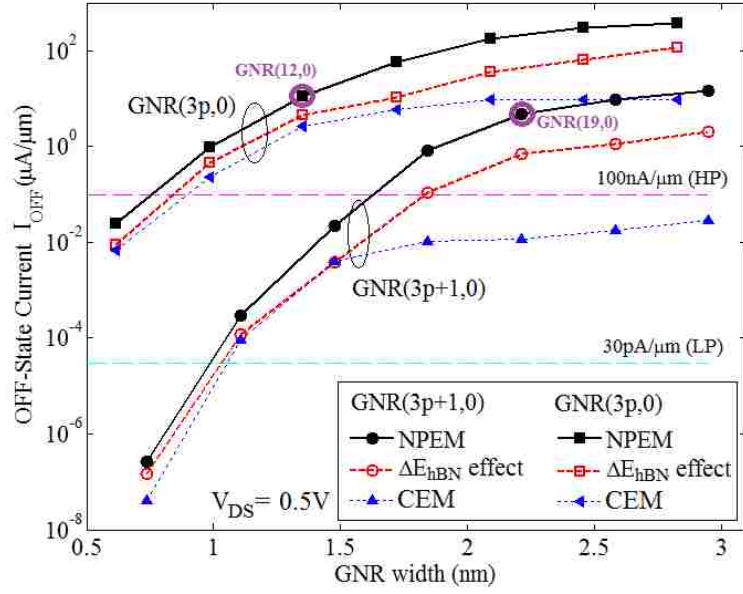 OFF-State Current I_OFF (μA/μm)
10^2
10^0
10^-2
10^-4
10^-6
10^-8
GNR(12,0)
GNR(3p,0)
GNR(19,0)
100nA/μm (HP)
GNR(3p+1,0)
30pA/μm (LP)
GNR(3p+1,0) GNR(3p,0)
NPEM NPEM
ΔE_hBN effect ΔE_hBN effect
CEM CEM
V_DS= 0.5V
0.5 1 1.5 2 2.5 3
GNR width (nm)